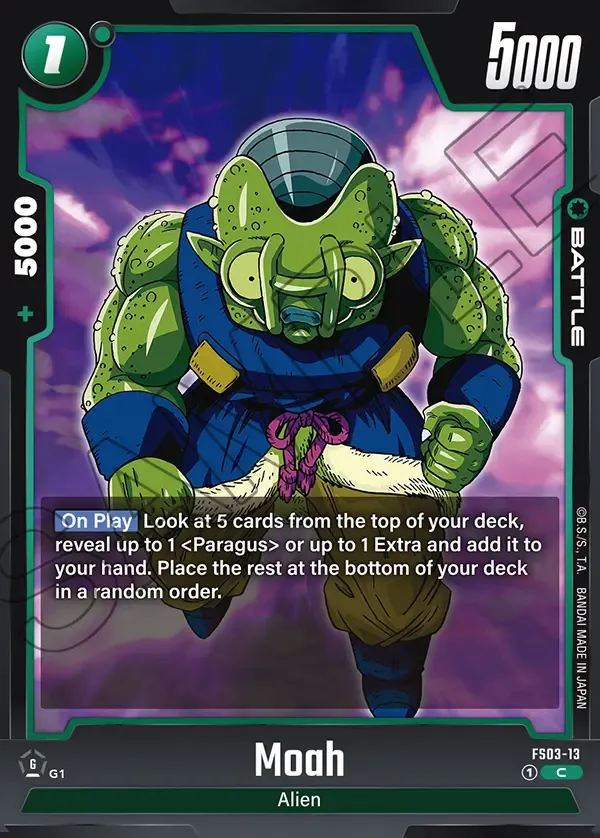 1
5000
+ 5000
BATTLE
SAMPLE
On Play Look at 5 cards from the top of your deck,
reveal up to 1 <Paragus> or up to 1 Extra and add it to
your hand. Place the rest at the bottom of your deck
in a random order.
©B.S./S., T.A. BANDAI MADE IN JAPAN
Moah
FS03-13
G G1
1 C
Alien